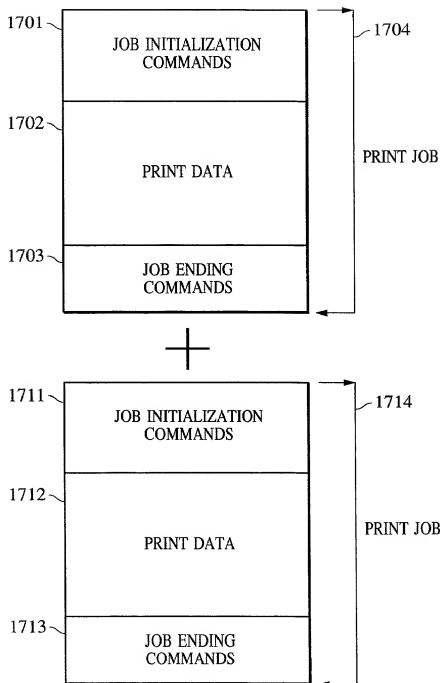 1701
JOB INITIALIZATION
COMMANDS
1704
1702
PRINT DATA
PRINT JOB
1703
JOB ENDING
COMMANDS
+
1711
JOB INITIALIZATION
COMMANDS
1714
1712
PRINT DATA
PRINT JOB
1713
JOB ENDING
COMMANDS